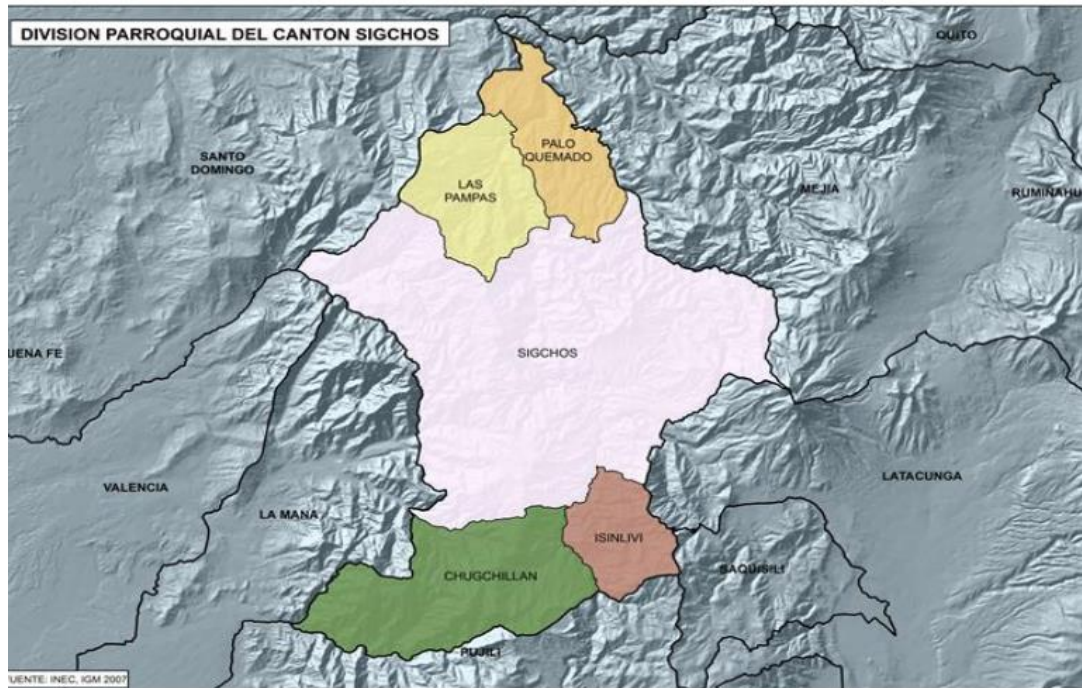 DIVISION PARROQUIAL DEL CANTON SIGCHOS
QUITO
PALO
QUEMADO
SANTO
DOMINGO
LAS
PAMPAS
MEJIA
RUMIÑAHU
SIGCHOS
UENA FE
VALENCIA
LA MANA
LATACUNGA
ISINLIVI
CHUGCHILLAN
SAQUISILI
PUJILI
UENTE: INEC, IGM 2007